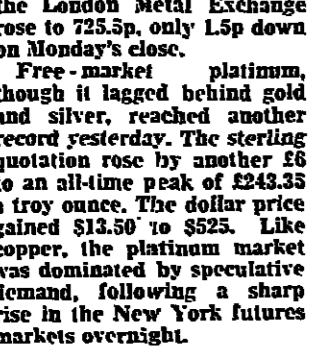 the London Metal Exchange
rose to 725.5p, only 1.5p down
on Monday's close.
Free-market platinum,
though it lagged behind gold
and silver, reached another
record yesterday. The sterling
quotation rose by another £6
to an all-time peak of £243.35
a troy ounce. The dollar price
gained $13.50 to $525. Like
copper, the platinum market
was dominated by speculative
demand, following a sharp
rise in the New York futures
markets overnight.